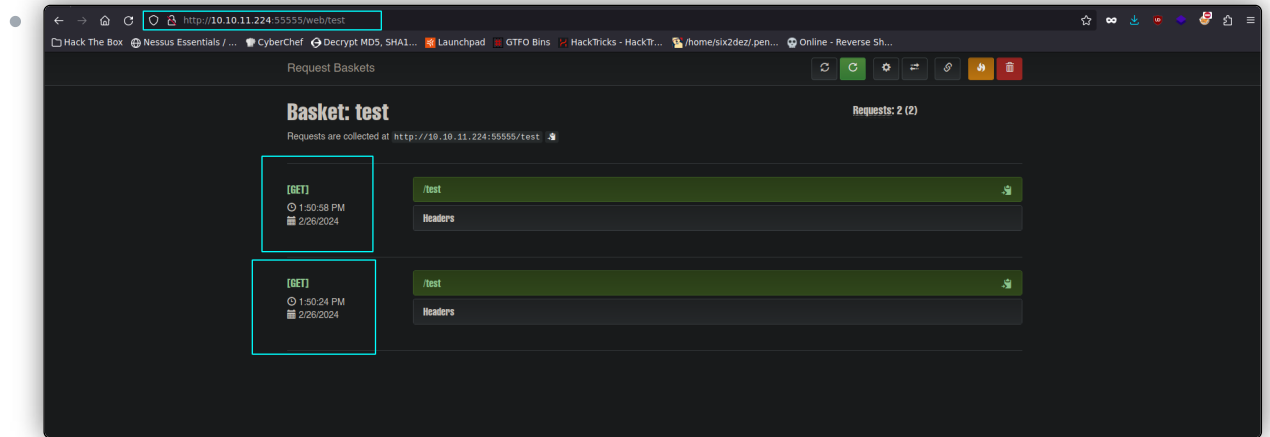 http://10.10.11.224:55555/web/test
Hack The Box Nessus Essentials / ... CyberChef Decrypt MD5, SHA1... Launchpad GTFO Bins HackTricks - HackTr... /home/six2dez/.pen... Online - Reverse Sh...
Request Baskets
Basket: test
Requests: 2 (2)
Requests are collected at http://10.10.11.224:55555/test
[GET]
/test
1:50:58 PM
2/26/2024
Headers
[GET]
/test
1:50:24 PM
2/26/2024
Headers